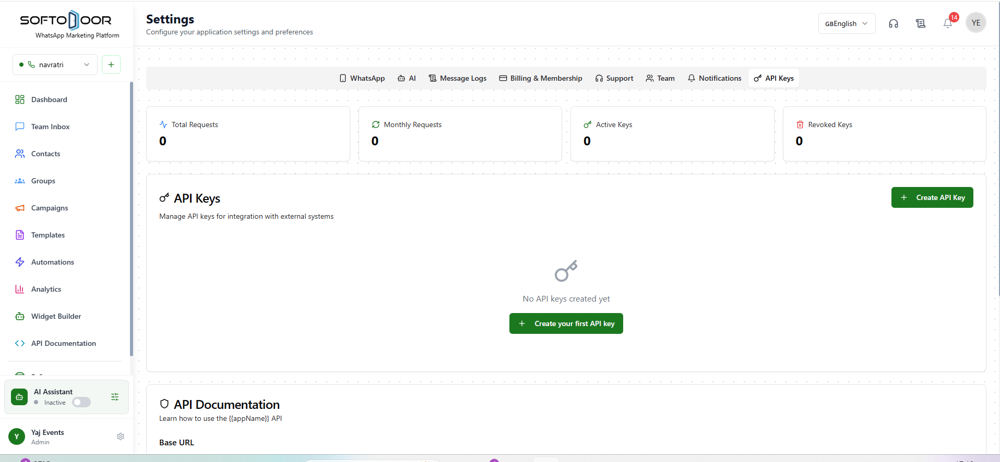 SOFTODOOR
WhatsApp Marketing Platform
navratri
Dashboard
Team Inbox
Contacts
Groups
Campaigns
Templates
Automations
Analytics
Widget Builder
API Documentation
AI Assistant
Inactive
Y
Yaj Events
Admin
Settings
Configure your application settings and preferences
GBEnglish
14
YE
WhatsApp
AI
Message Logs
Billing & Membership
Support
Team
Notifications
API Keys
Total Requests
0
Monthly Requests
0
Active Keys
0
Revoked Keys
0
API Keys
Manage API keys for integration with external systems
Create API Key
No API keys created yet
Create your first API key
API Documentation
Learn how to use the {{appName}} API
Base URL